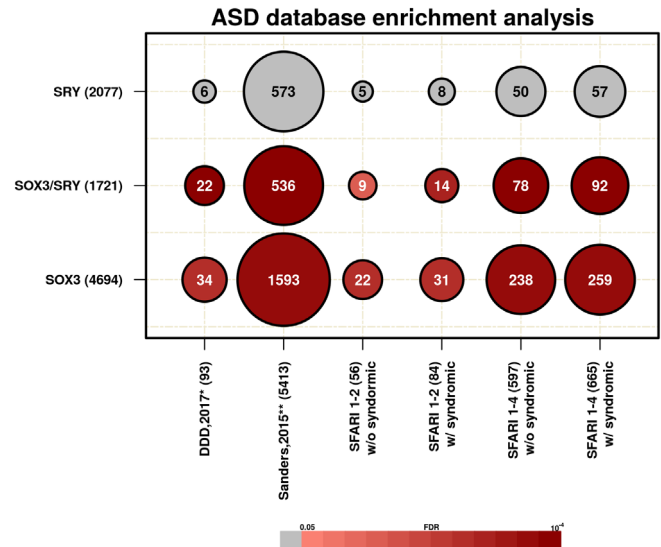 ASD database enrichment analysis
SRY (2077)
6 573 5 8 50 57
SOX3/SRY (1721)
22 536 9 14 78 92
SOX3 (4694)
34 1593 22 31 238 259
DDD,2017* (93)
Sanders,2015** (5413)
SFARI 1-2 (56)
w/o syndormic
SFARI 1-2 (84)
w/ syndromic
SFARI 1-4 (597)
w/o syndromic
SFARI 1-4 (665)
w/ syndromic
0.05 FDR 10-4